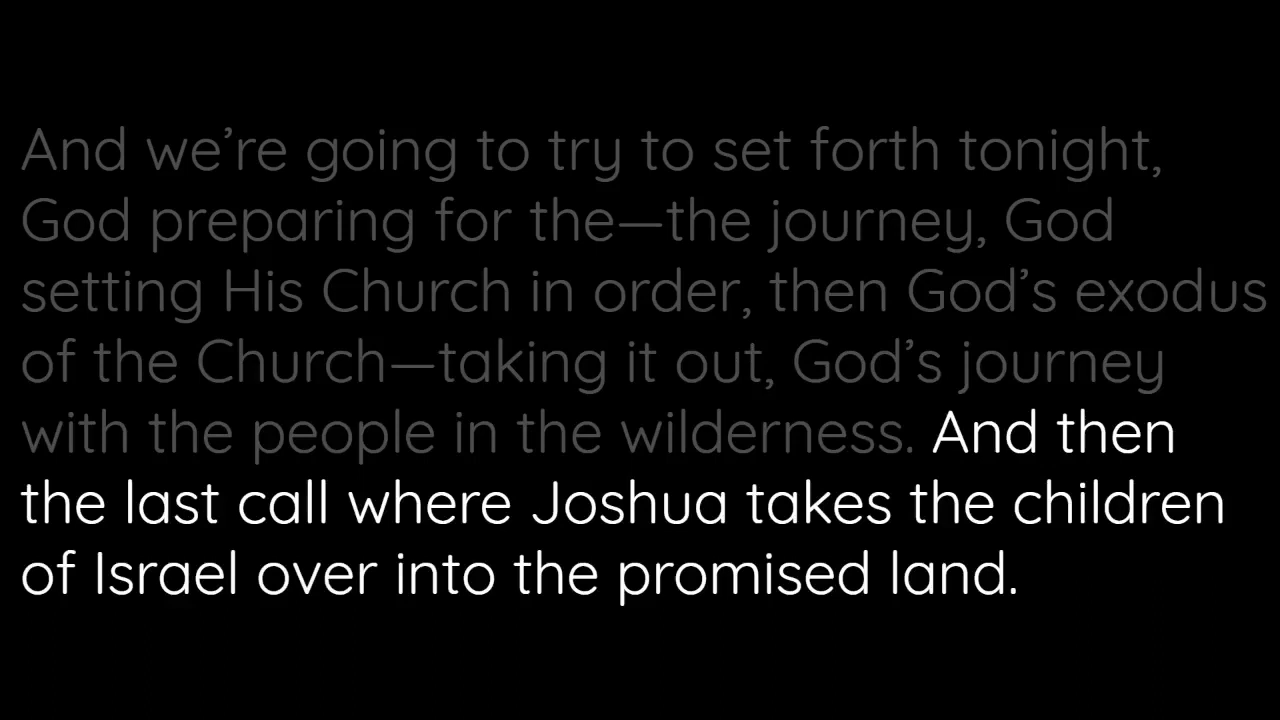 And we’re going to try to set forth tonight,
God preparing for the—the journey, God
setting His Church in order, then God’s exodus
of the Church—taking it out, God’s journey
with the people in the wilderness. And then
the last call where Joshua takes the children
of Israel over into the promised land.